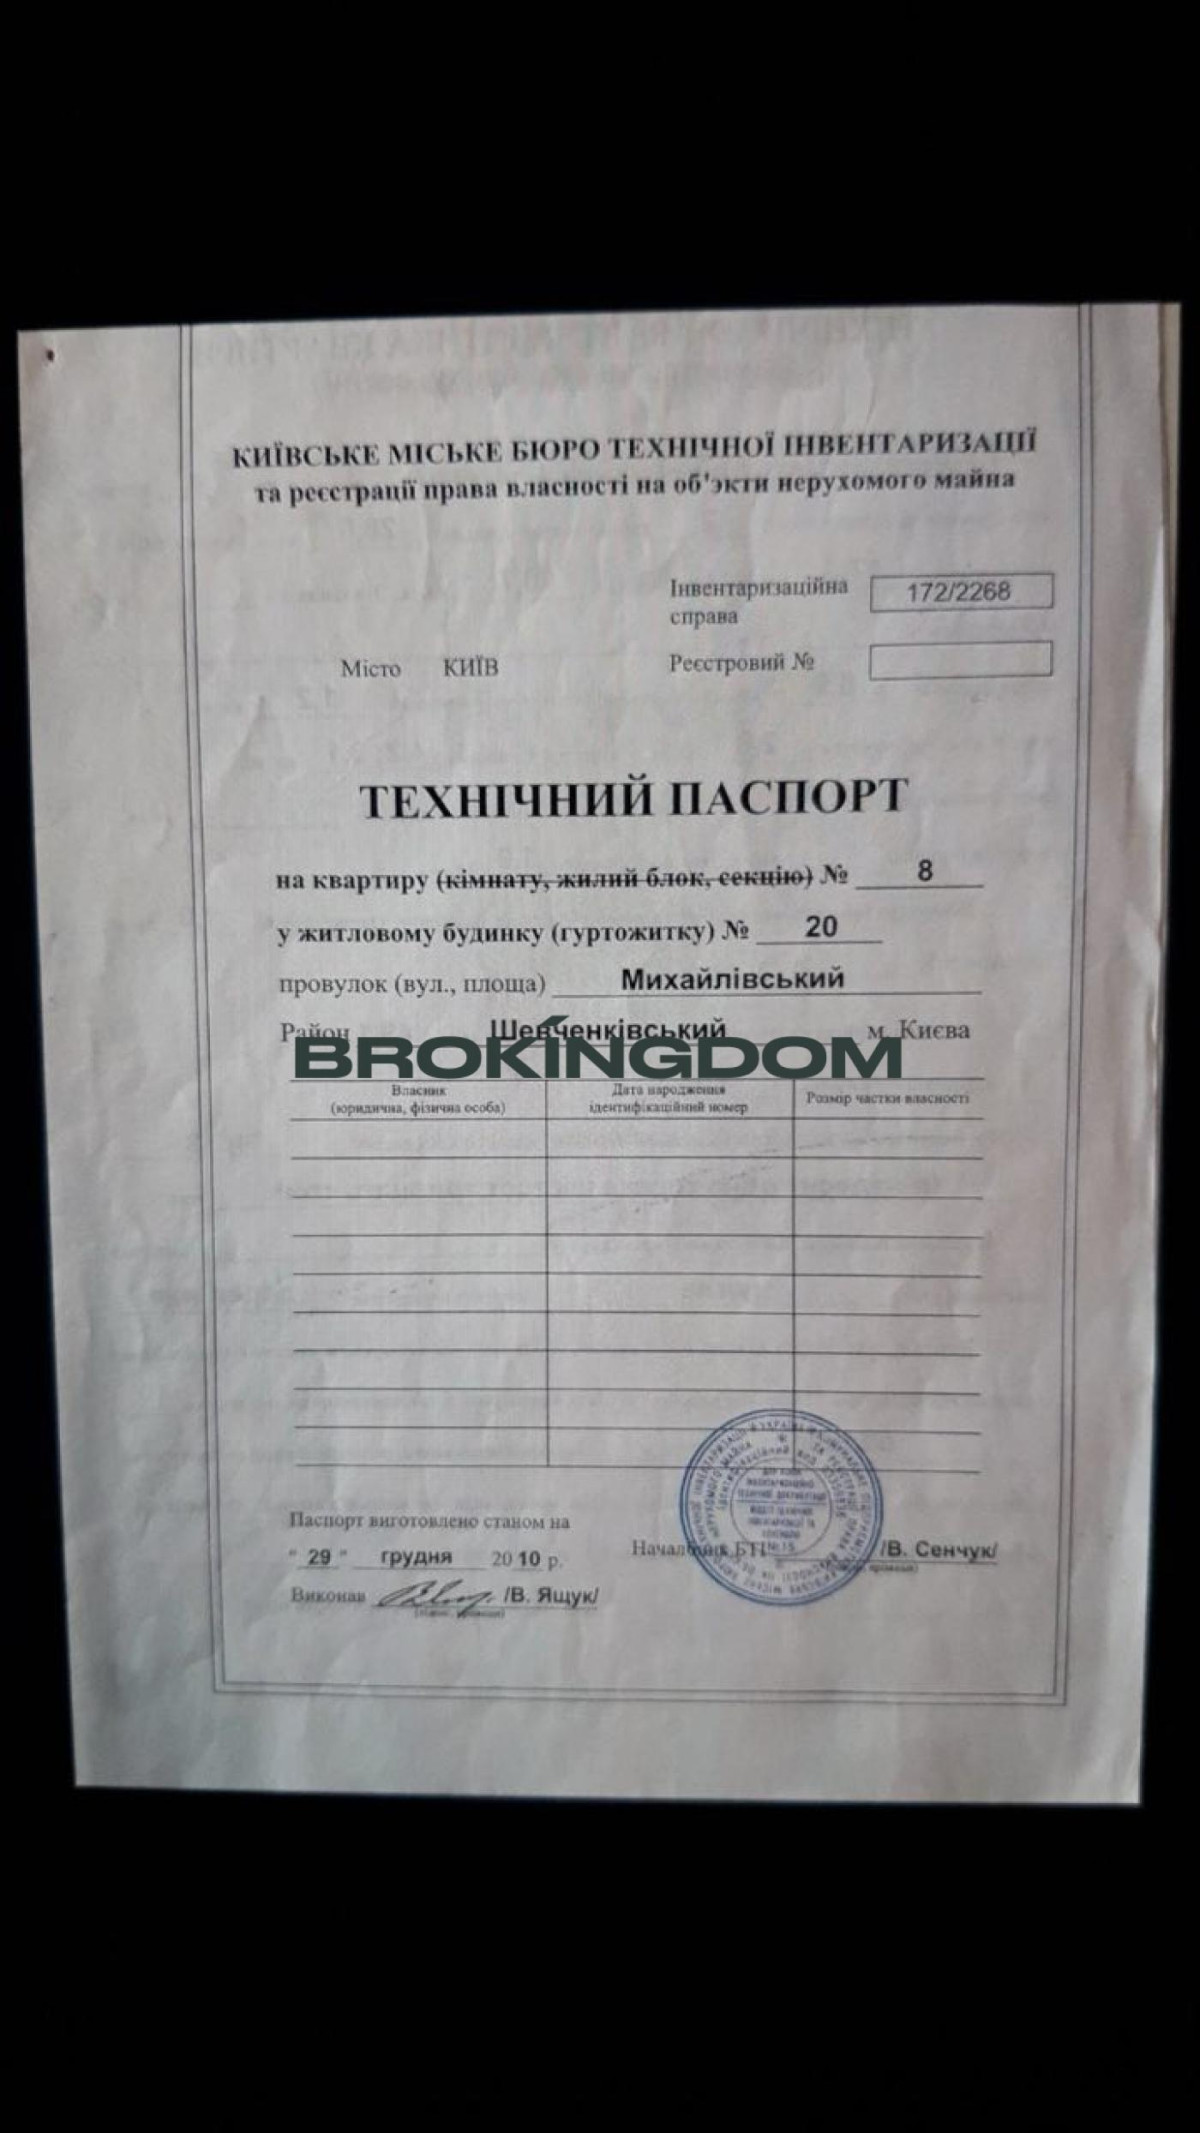 КИЇВСЬКЕ МІСЬКЕ БЮРО ТЕХНІЧНОЇ ІНВЕНТАРИЗАЦІЇ
та реєстрації права власності на об'экти нерухомого майна
Інвентаризаційна справа 172/2268
Місто КИЇВ Реєстровий №
ТЕХНІЧНИЙ ПАСПОРТ
на квартиру (кімнату, жилий блок, секцію) № 8
у житловому будинку (гуртожитку) № 20
провулок (вул., площа) Михайлівський
Район Шевченківський м. Києва
BROKINGDOM
Власник (юридична, фізична особа)
Дата народження ідентифікаційний номер
Розмір частки власності
Паспорт виготовлено станом на
"29" грудня 2010 р.
Начальник БТІ /В. Сенчук/
Виконав /В. Ящук/